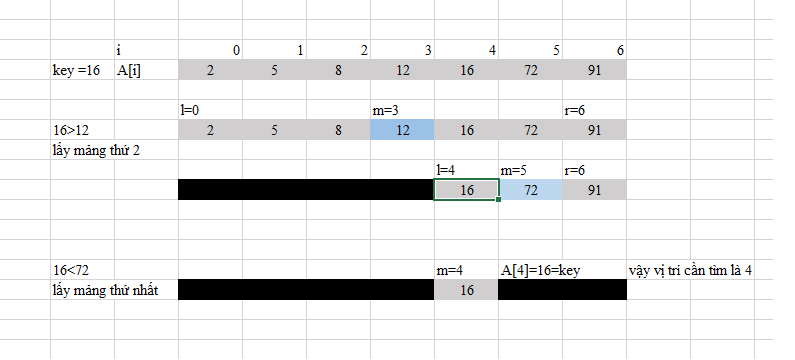 i 0 1 2 3 4 5 6
key =16 A[i] 2 5 8 12 16 72 91
l=0 m=3 r=6
16>12 2 5 8 12 16 72 91
lấy mảng thứ 2
l=4 m=5 r=6
16 72 91
16<72 m=4 A[4]=16=key vậy vị trí cần tìm là 4
lấy mảng thứ nhất 16